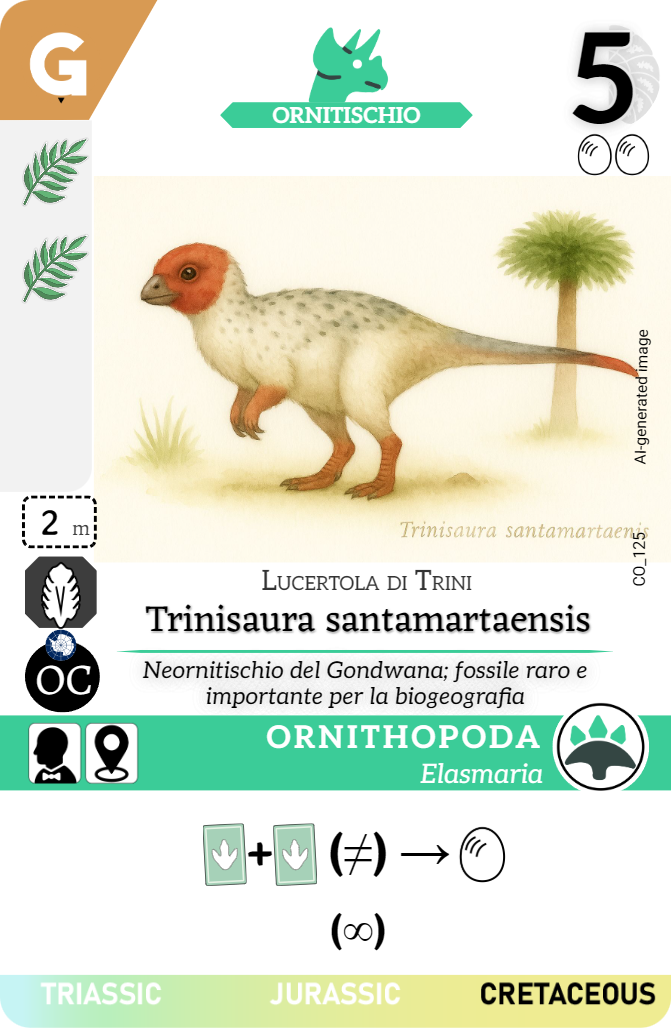 G
ORNITISCHIO
5
AI-generated image
Trinisaura santamartaenis
CO_125
2 m
OC
Lucertola di Trini
Trinisaura santamartaensis
Neornitischio del Gondwana; fossile raro e
importante per la biogeografia
ORNITHOPODA
Elasmaria
+ (≠) → 
(∞)
TRIASSIC JURASSIC CRETACEOUS